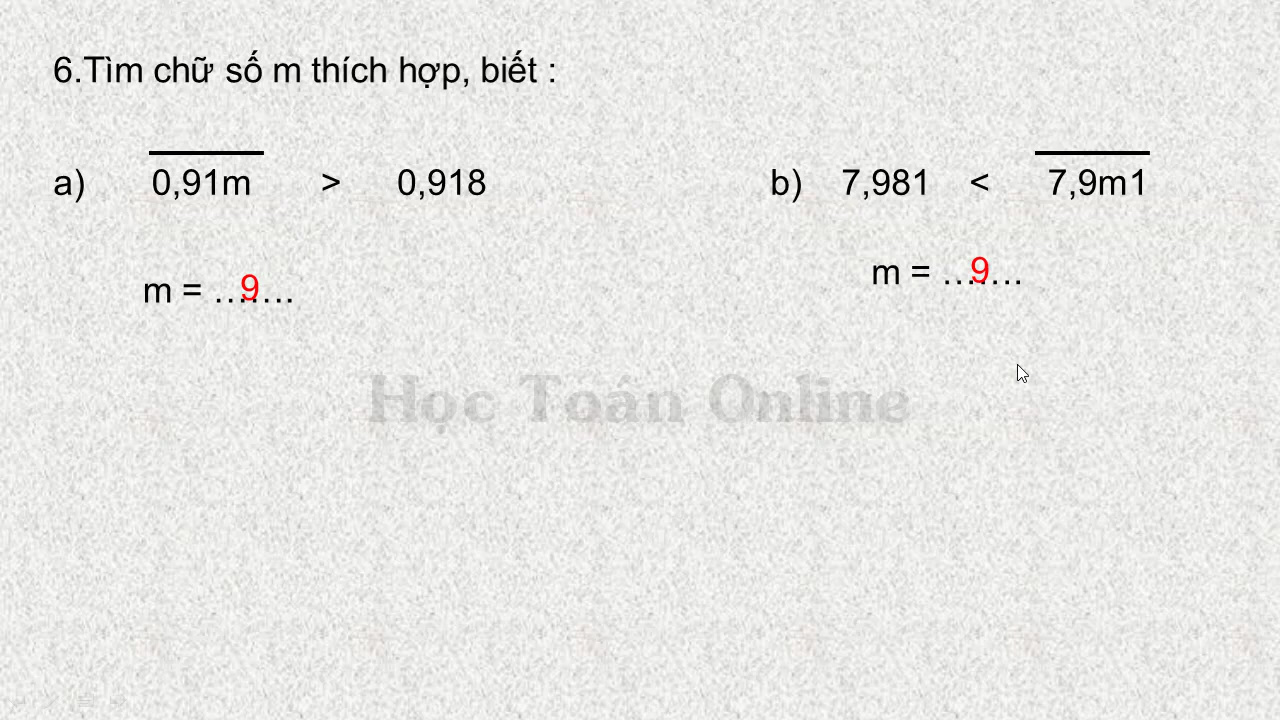 6.Tìm chữ số m thích hợp, biết :
a) 0,91m > 0,918
b) 7,981 < 7,9m1
m = ...9....
m = ...9....
Học Toán Online